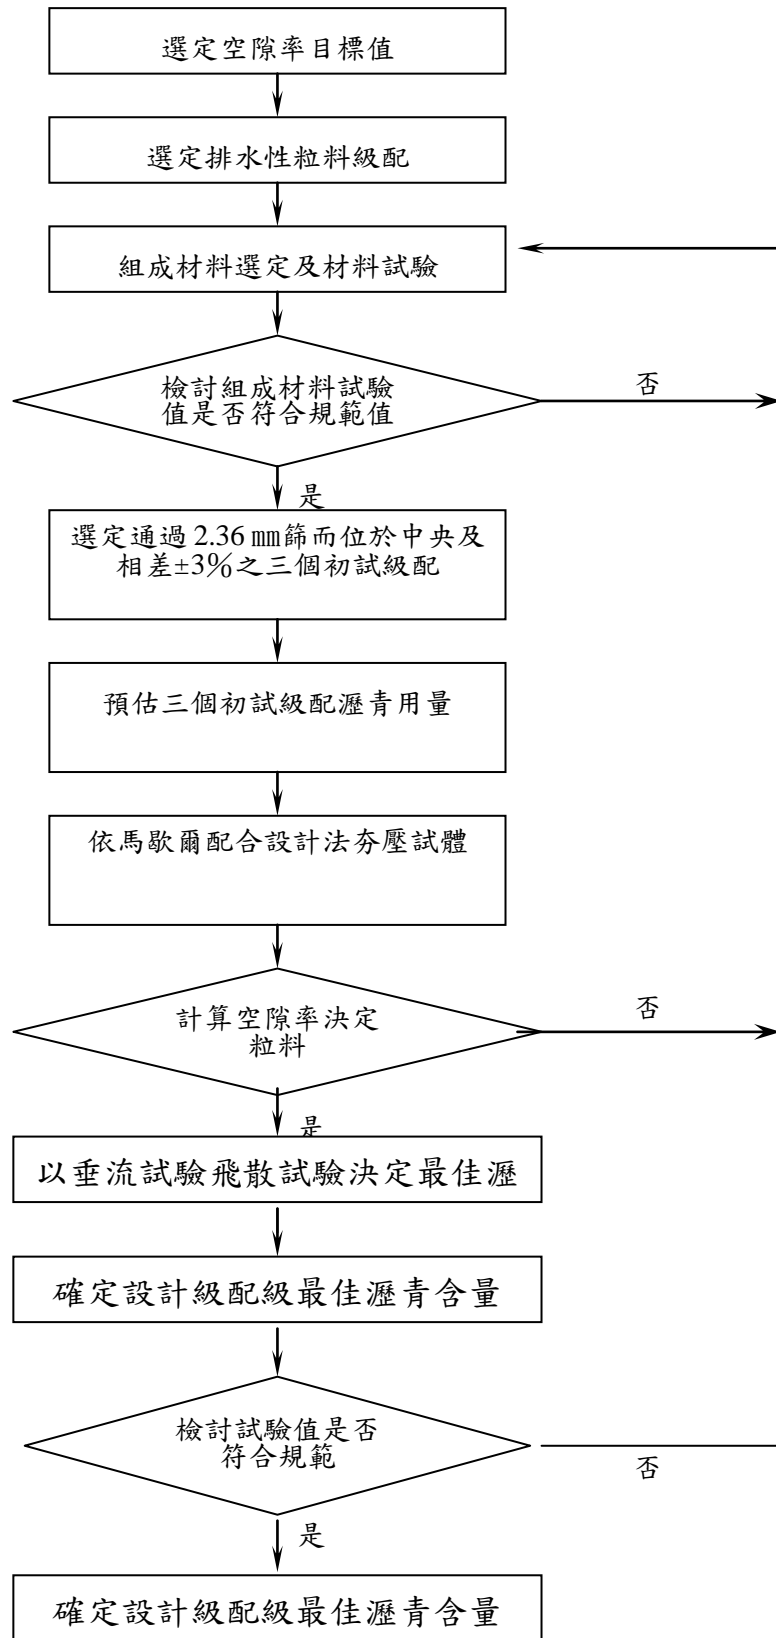 選定空隙率目標值
選定排水性粒料級配
組成材料選定及材料試驗
檢討組成材料試驗
值是否符合規範值
否
是
選定通過 2.36 ㎜篩而位於中央及
相差±3%之三個初試級配
預估三個初試級配瀝青用量
依馬歇爾配合設計法夯壓試體
計算空隙率決定
粒料
否
是
以垂流試驗飛散試驗決定最佳瀝
確定設計級配級最佳瀝青含量
檢討試驗值是否
符合規範
否
是
確定設計級配級最佳瀝青含量